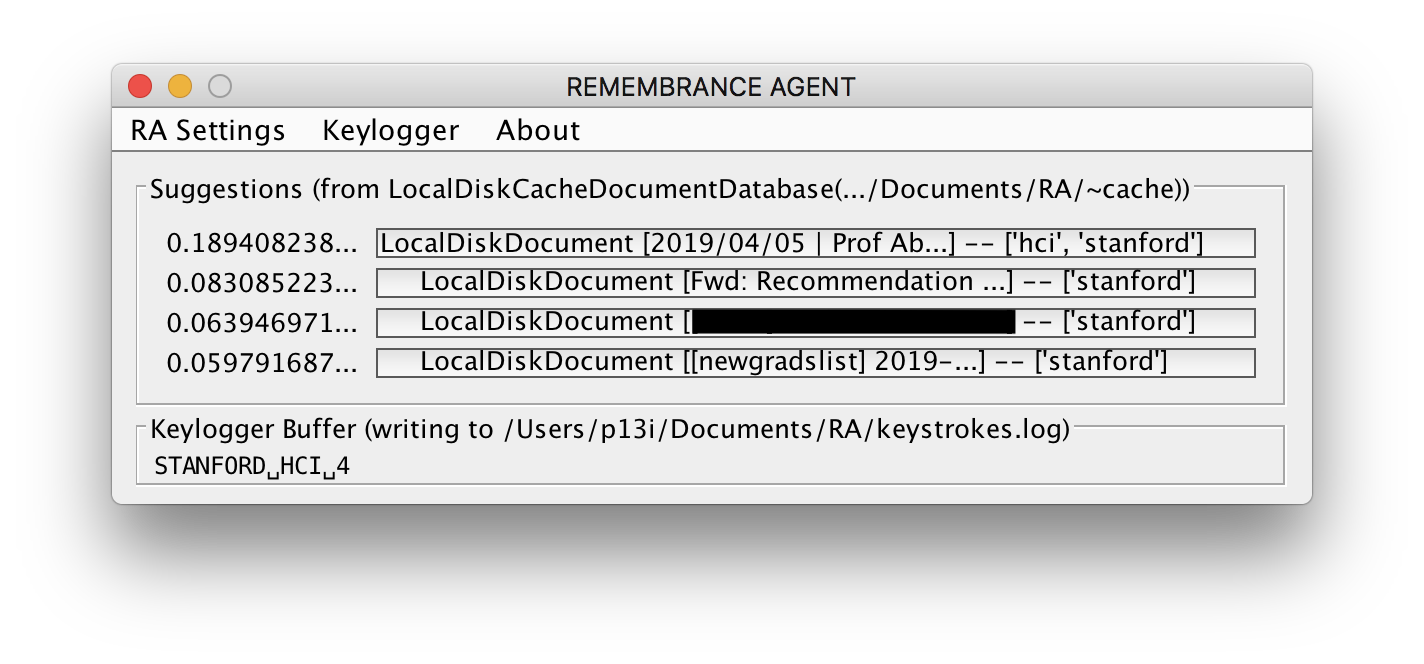 REMEMBRANCE AGENT
RA Settings Keylogger About
Suggestions (from LocalDiskCacheDocumentDatabase(.../Documents/RA/~cache))
0.189408238... LocalDiskDocument [2019/04/05 | Prof Ab...] -- ['hci', 'stanford']
0.083085223... LocalDiskDocument [Fwd: Recommendation ...] -- ['stanford']
0.063946971... LocalDiskDocument [ -- ['stanford']
0.059791687... LocalDiskDocument [[newgradslist] 2019-...] -- ['stanford']
Keylogger Buffer (writing to /Users/p13i/Documents/RA/keystrokes.log)
STANFORD␣HCI␣4